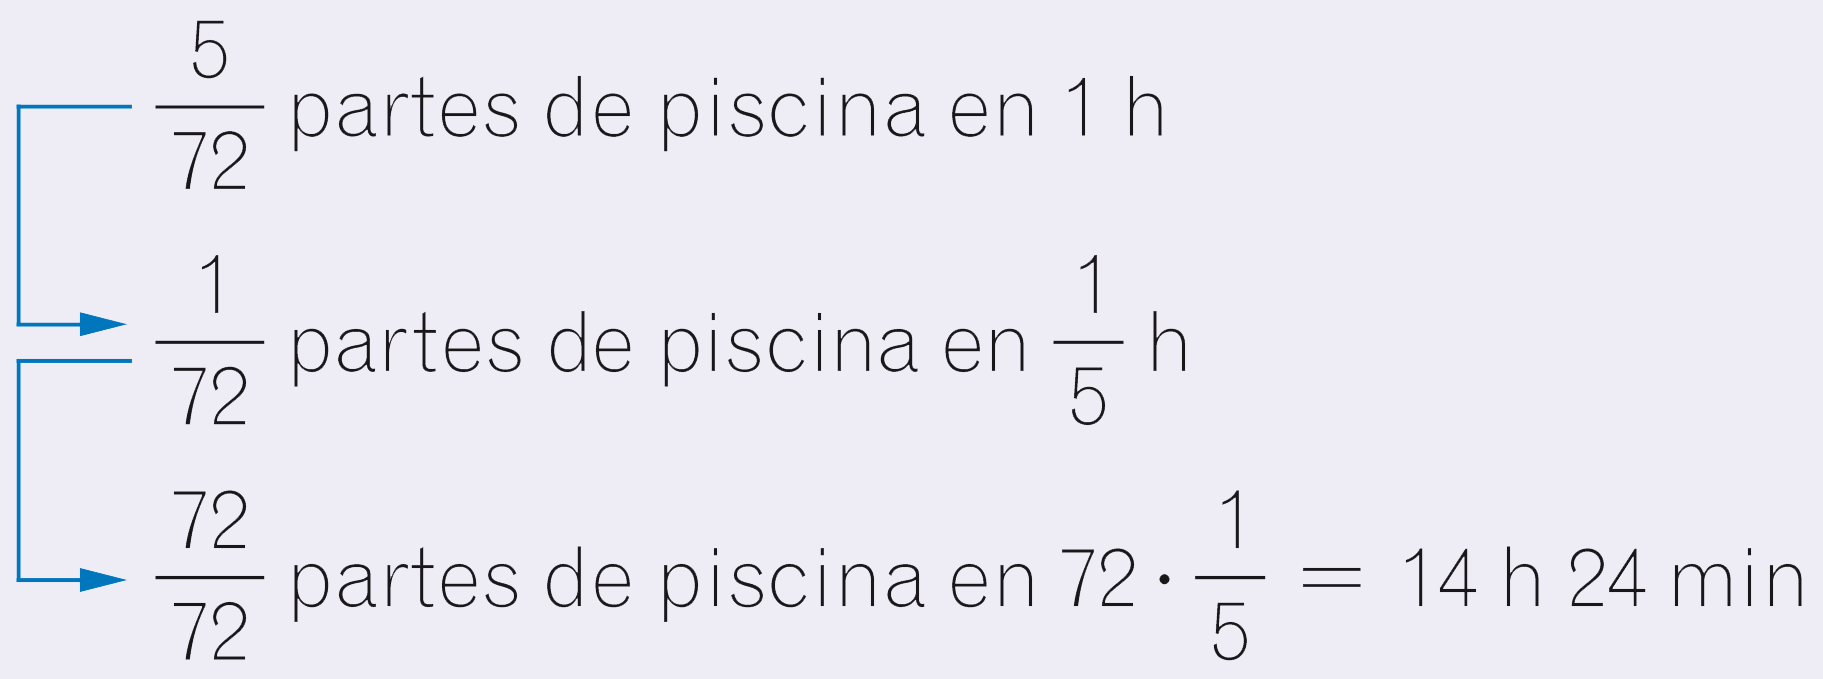 5/72 partes de piscina en 1 h
1/72 partes de piscina en 1/5 h
72/72 partes de piscina en 72 · 1/5 = 14 h 24 min